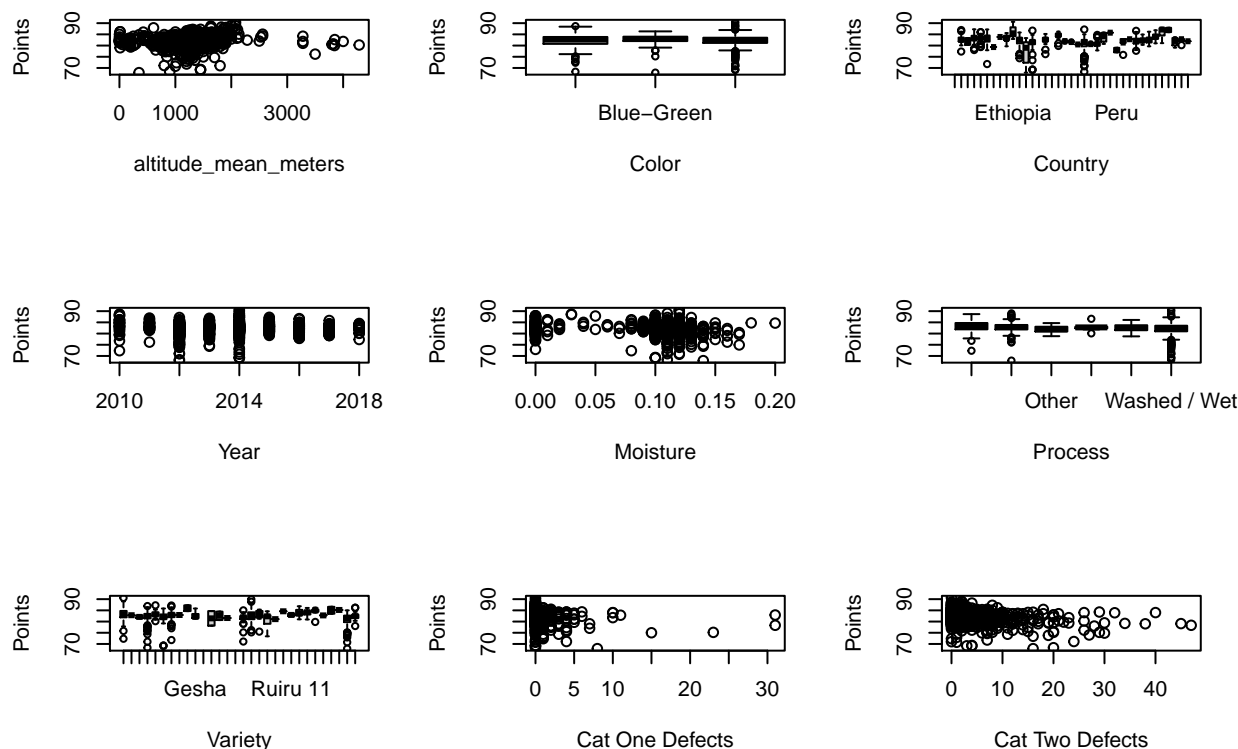 Points
90
70
0 1000 3000
altitude_mean_meters
Points
90
70
Blue−Green
Color
Points
90
70
Ethiopia Peru
Country
Points
90
70
2010 2014 2018
Year
Points
90
70
0.00 0.05 0.10 0.15 0.20
Moisture
Points
90
70
Other Washed / Wet
Process
Points
90
70
Gesha Ruiru 11
Variety
Points
90
70
0 5 10 20 30
Cat One Defects
Points
90
70
0 10 20 30 40
Cat Two Defects